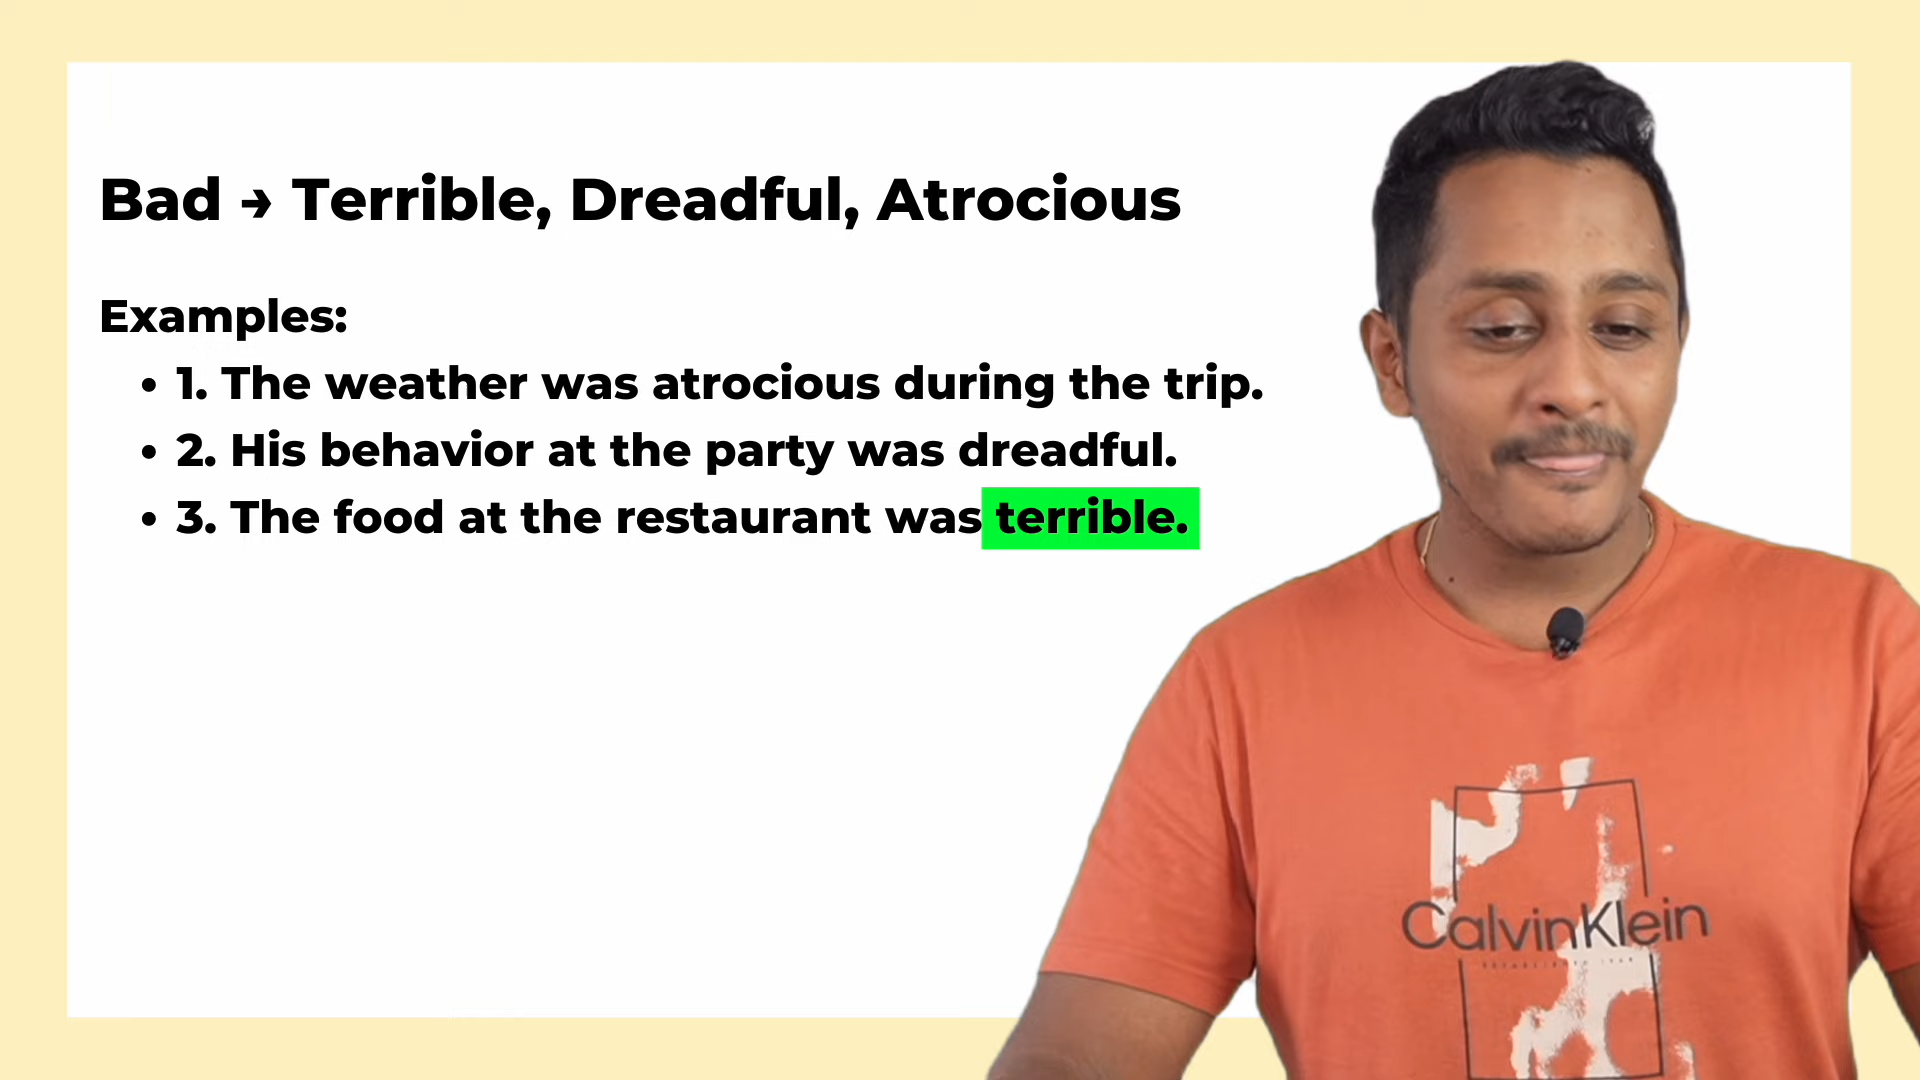 Bad → Terrible, Dreadful, Atrocious
Examples:
• 1. The weather was atrocious during the trip.
• 2. His behavior at the party was dreadful.
• 3. The food at the restaurant was terrible.
CalvinKlein